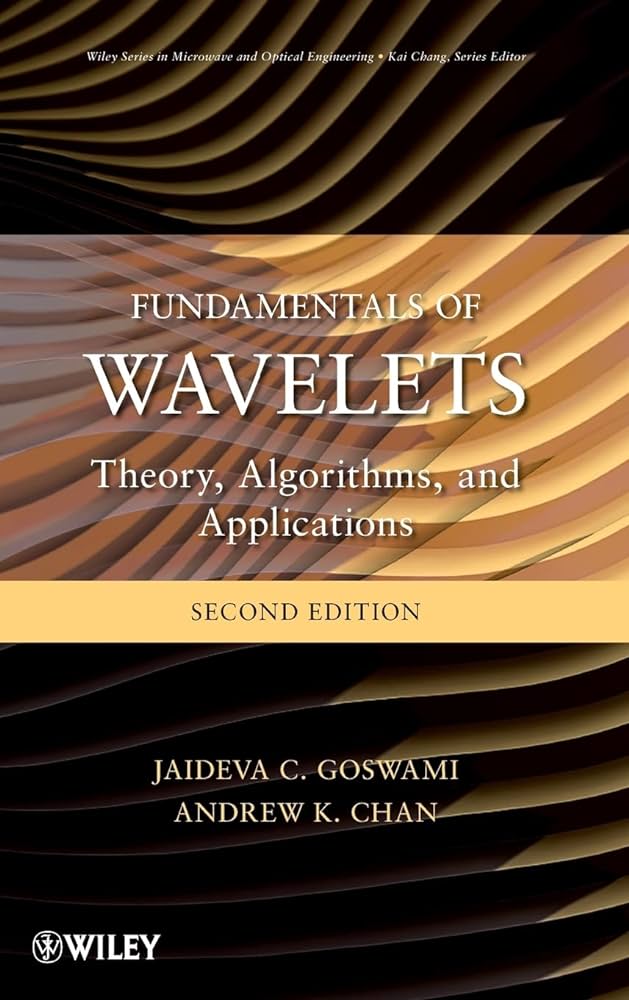 Wiley Series in Microwave and Optical Engineering • Kai Chang, Series Editor
FUNDAMENTALS OF
WAVELETS
Theory, Algorithms, and
Applications
SECOND EDITION
JAIDEVA C. GOSWAMI
ANDREW K. CHAN
WILEY